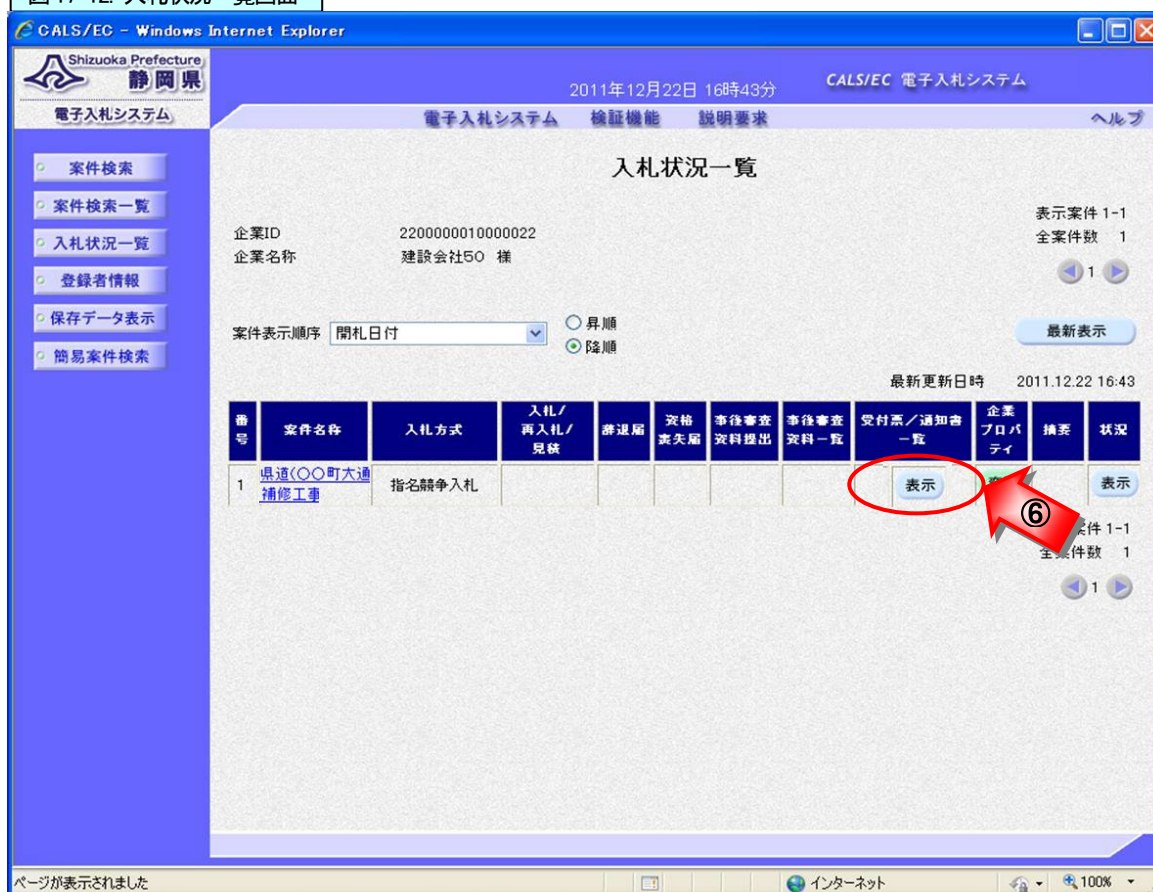 入札状況一覧画面
CALS/EC - Windows Internet Explorer
Shizuoka Prefecture
静岡県
電子入札システム
2011年12月22日 16時43分
CALS/EC 電子入札システム
電子入札システム 検証機能 説明要求 ヘルプ
案件検索
案件検索一覧
入札状況一覧
登録者情報
保存データ表示
簡易案件検索
入札状況一覧
表示案件 1-1
全案件数 1
1
企業ID 2200000010000022
企業名称 建設会社50 様
案件表示順序 開札日付
昇順
降順
最新表示
最新更新日時 2011.12.22 16:43
番号 案件名称 入札方式 入札/再入札/見積 辞退届 資格喪失届 事後審査資料提出 事後審査資料一覧 受付票/通知書一覧 企業プロパティ 摘要 状況
1 県道(○○町大通補修工事 指名競争入札 表示 表示
⑥
件 1-1
全 件数 1
1
ページが表示されました
インターネット
100%